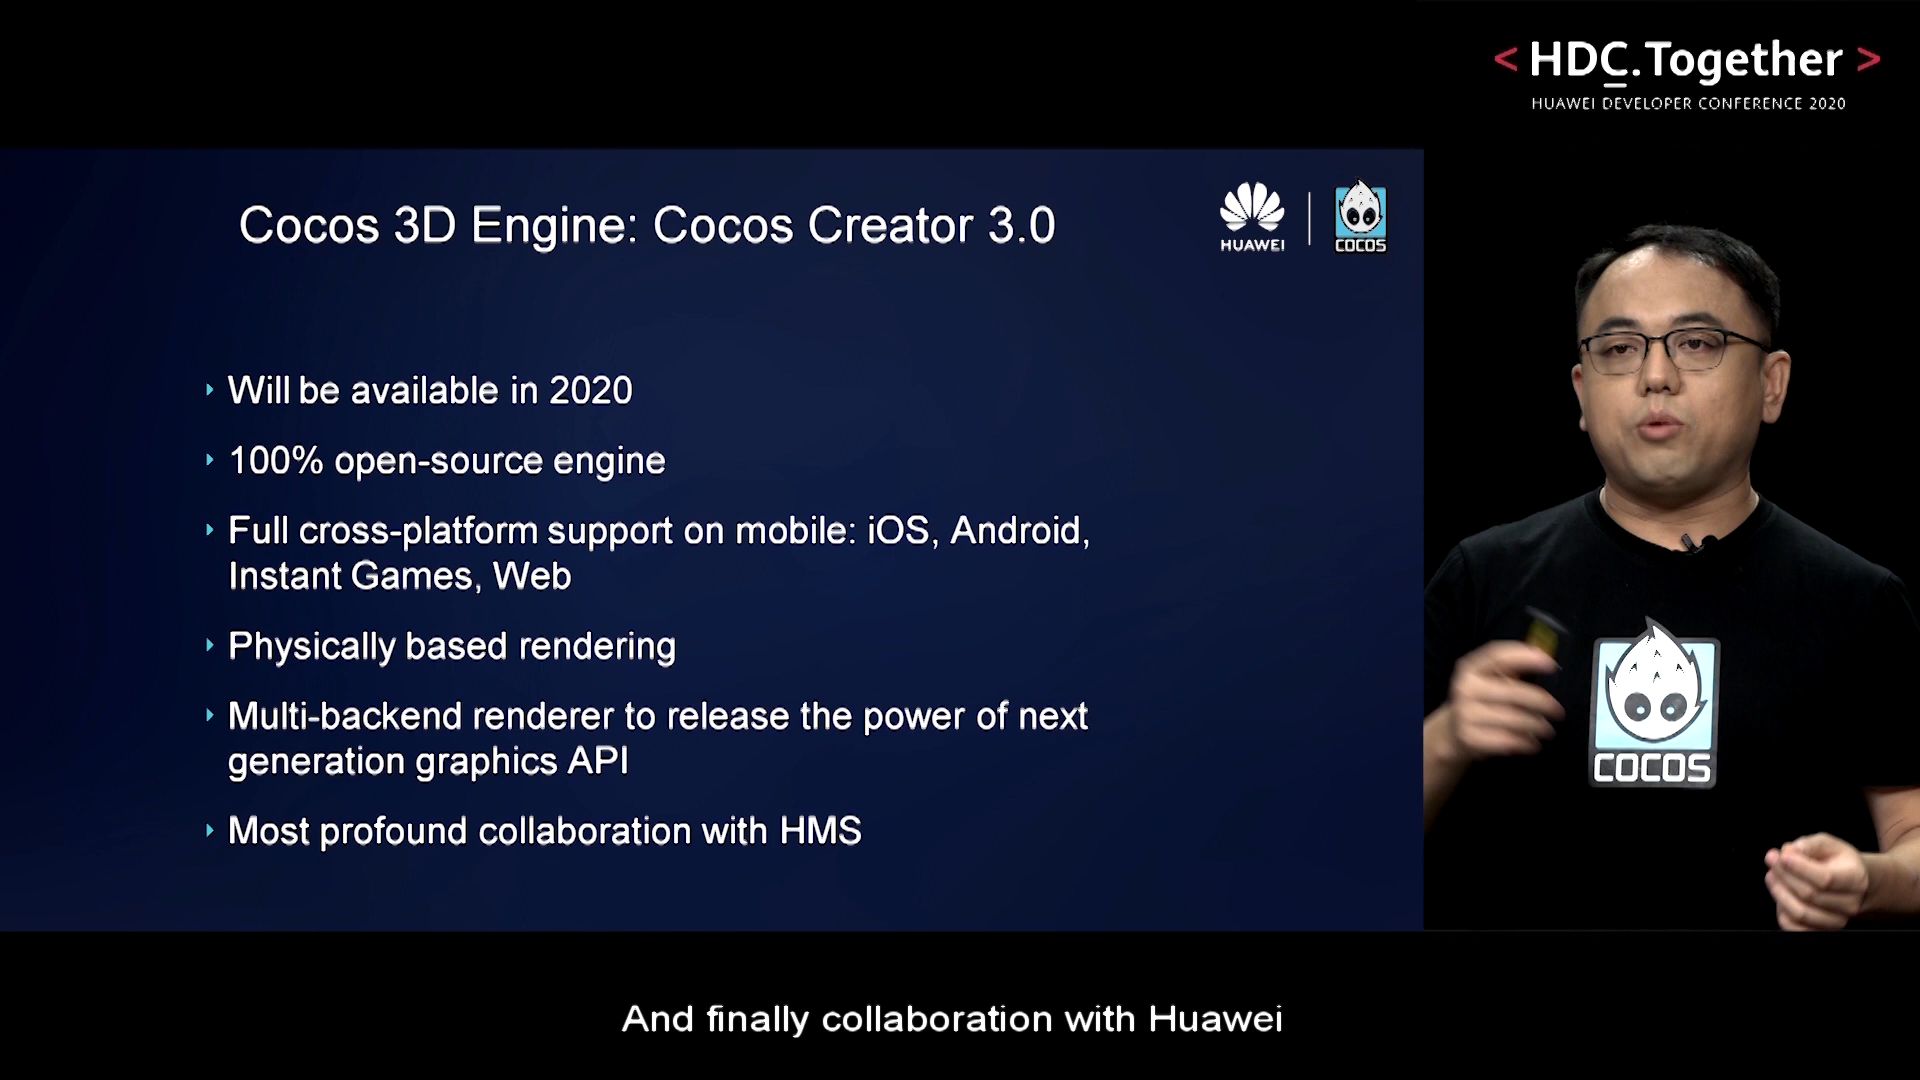 < HDC.Together >
HUAWEI DEVELOPER CONFERENCE 2020
Cocos 3D Engine: Cocos Creator 3.0
HUAWEI
COCOS
Will be available in 2020
100% open-source engine
Full cross-platform support on mobile: iOS, Android,
Instant Games, Web
Physically based rendering
Multi-backend renderer to release the power of next
generation graphics API
Most profound collaboration with HMS
COCOS
And finally collaboration with Huawei